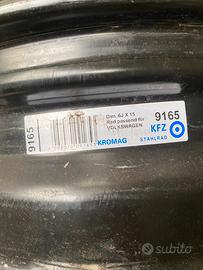 9165
Dim. 6J X 15
Rad passend für
VOLKSWAGEN
9165
KFZ
KROMAG
STAHLRAD
subito